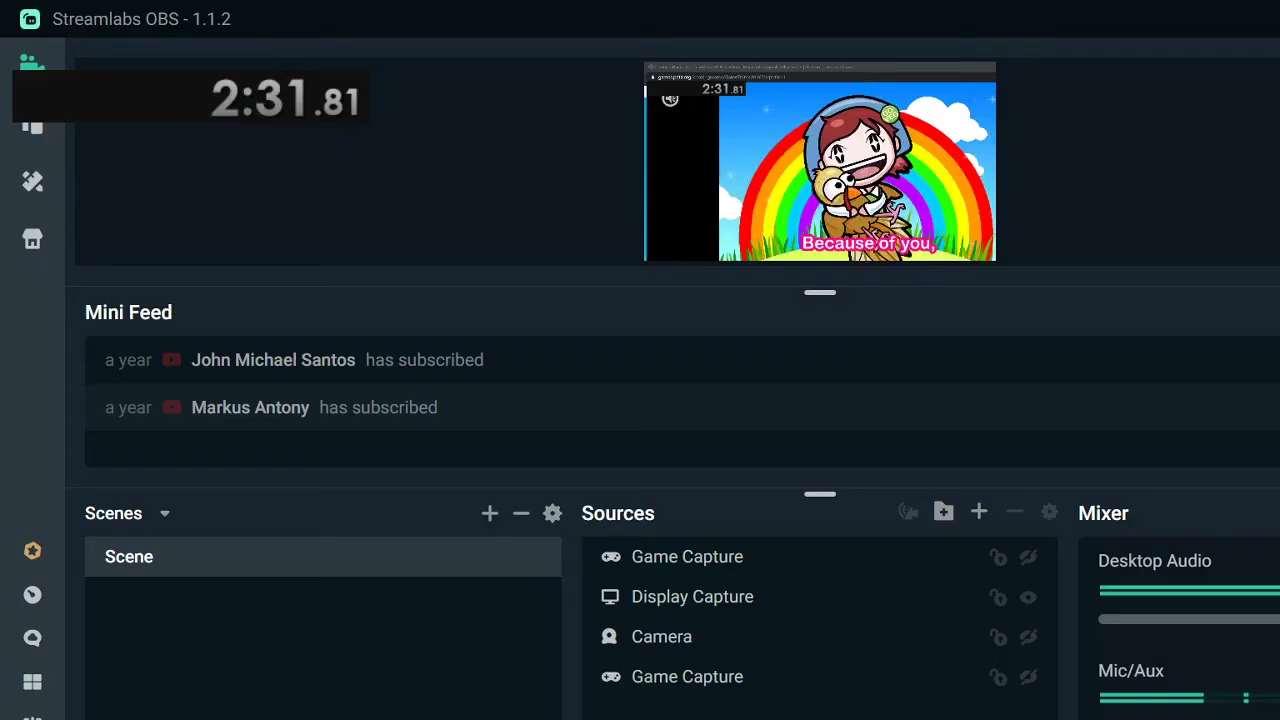 Streamlabs OBS - 1.1.2
2:31.81
2:31.81
Because of you,
Mini Feed
a year John Michael Santos has subscribed
a year Markus Antony has subscribed
Scenes
Sources
Mixer
Scene
Game Capture
Display Capture
Camera
Game Capture
Desktop Audio
Mic/Aux